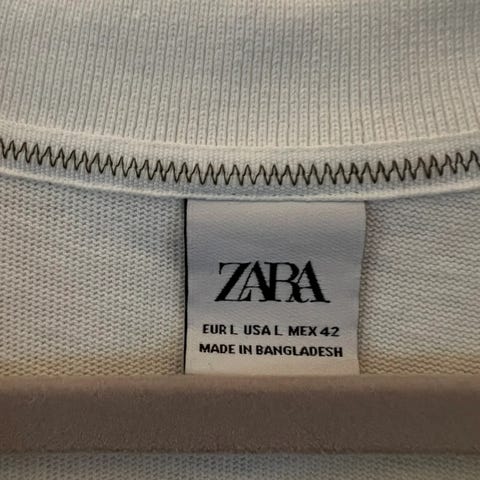 ZARA
EUR L USA L MEX 42
MADE IN BANGLADESH